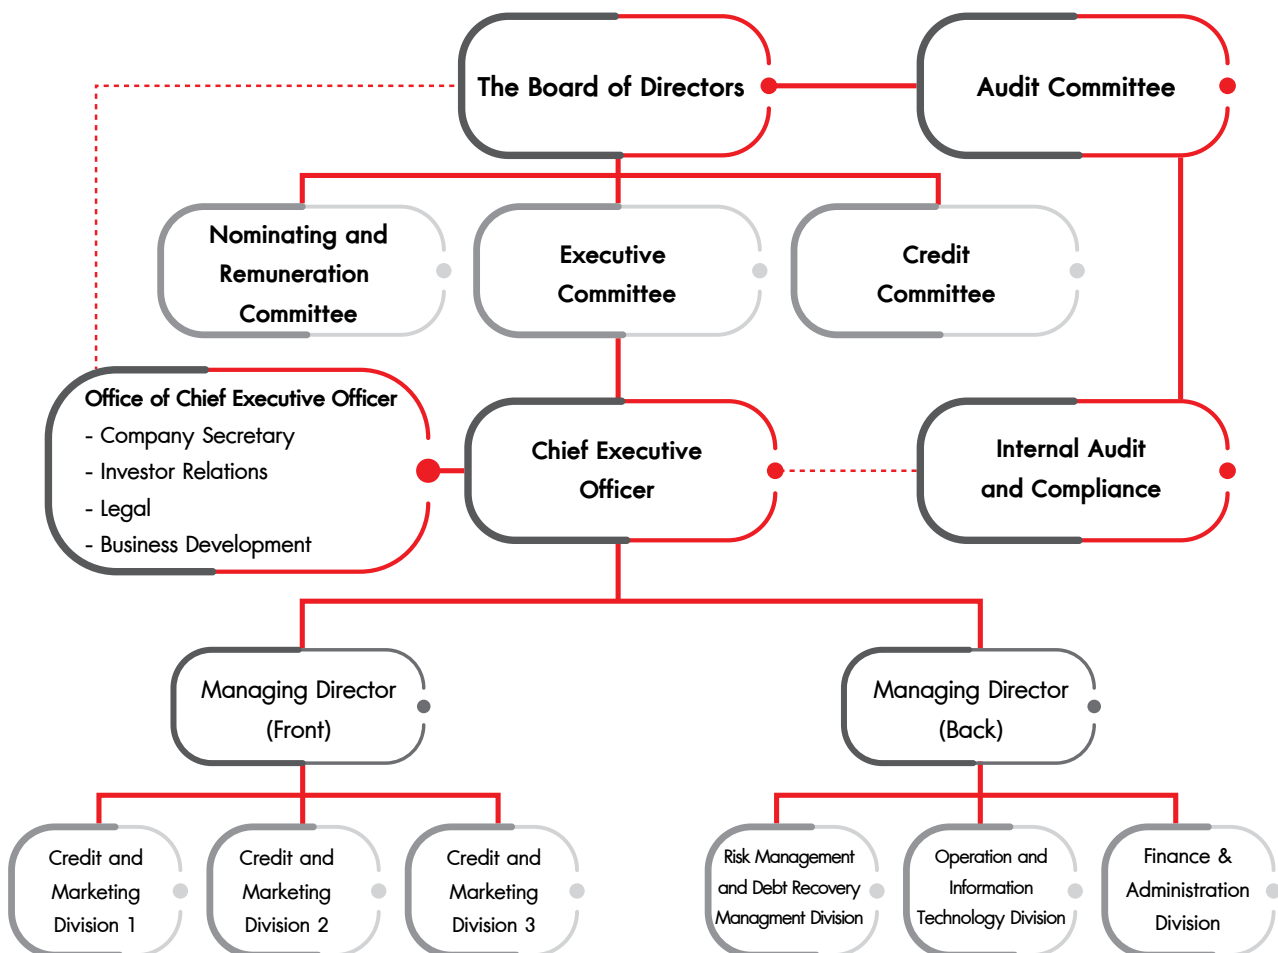 The Board of Directors
Audit Committee
Nominating and
Remuneration
Committee
Executive
Committee
Credit
Committee
Office of Chief Executive Officer
- Company Secretary
- Investor Relations
- Legal
- Business Development
Chief Executive
Officer
Internal Audit
and Compliance
Managing Director
(Front)
Managing Director
(Back)
Credit and
Marketing
Division 1
Credit and
Marketing
Division 2
Credit and
Marketing
Division 3
Risk Management
and Debt Recovery
Managment Division
Operation and
Information
Technology Division
Finance &
Administration
Division